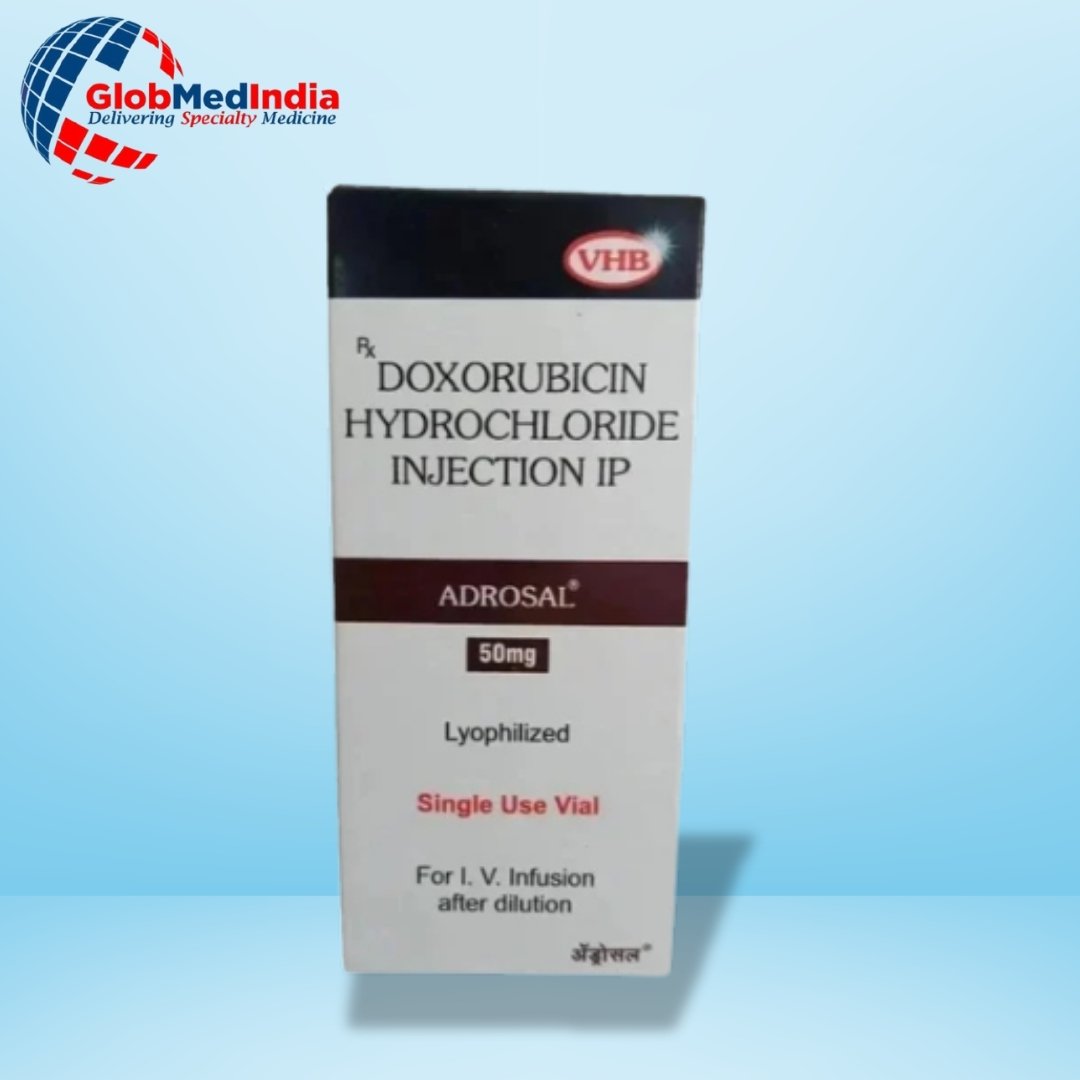 GlobMedIndia
Delivering Specialty Medicine
VHB
Rx
DOXORUBICIN
HYDROCHLORIDE
INJECTION IP
ADROSAL®
50mg
Lyophilized
Single Use Vial
For I. V. Infusion
after dilution
ॲड्रोसल®